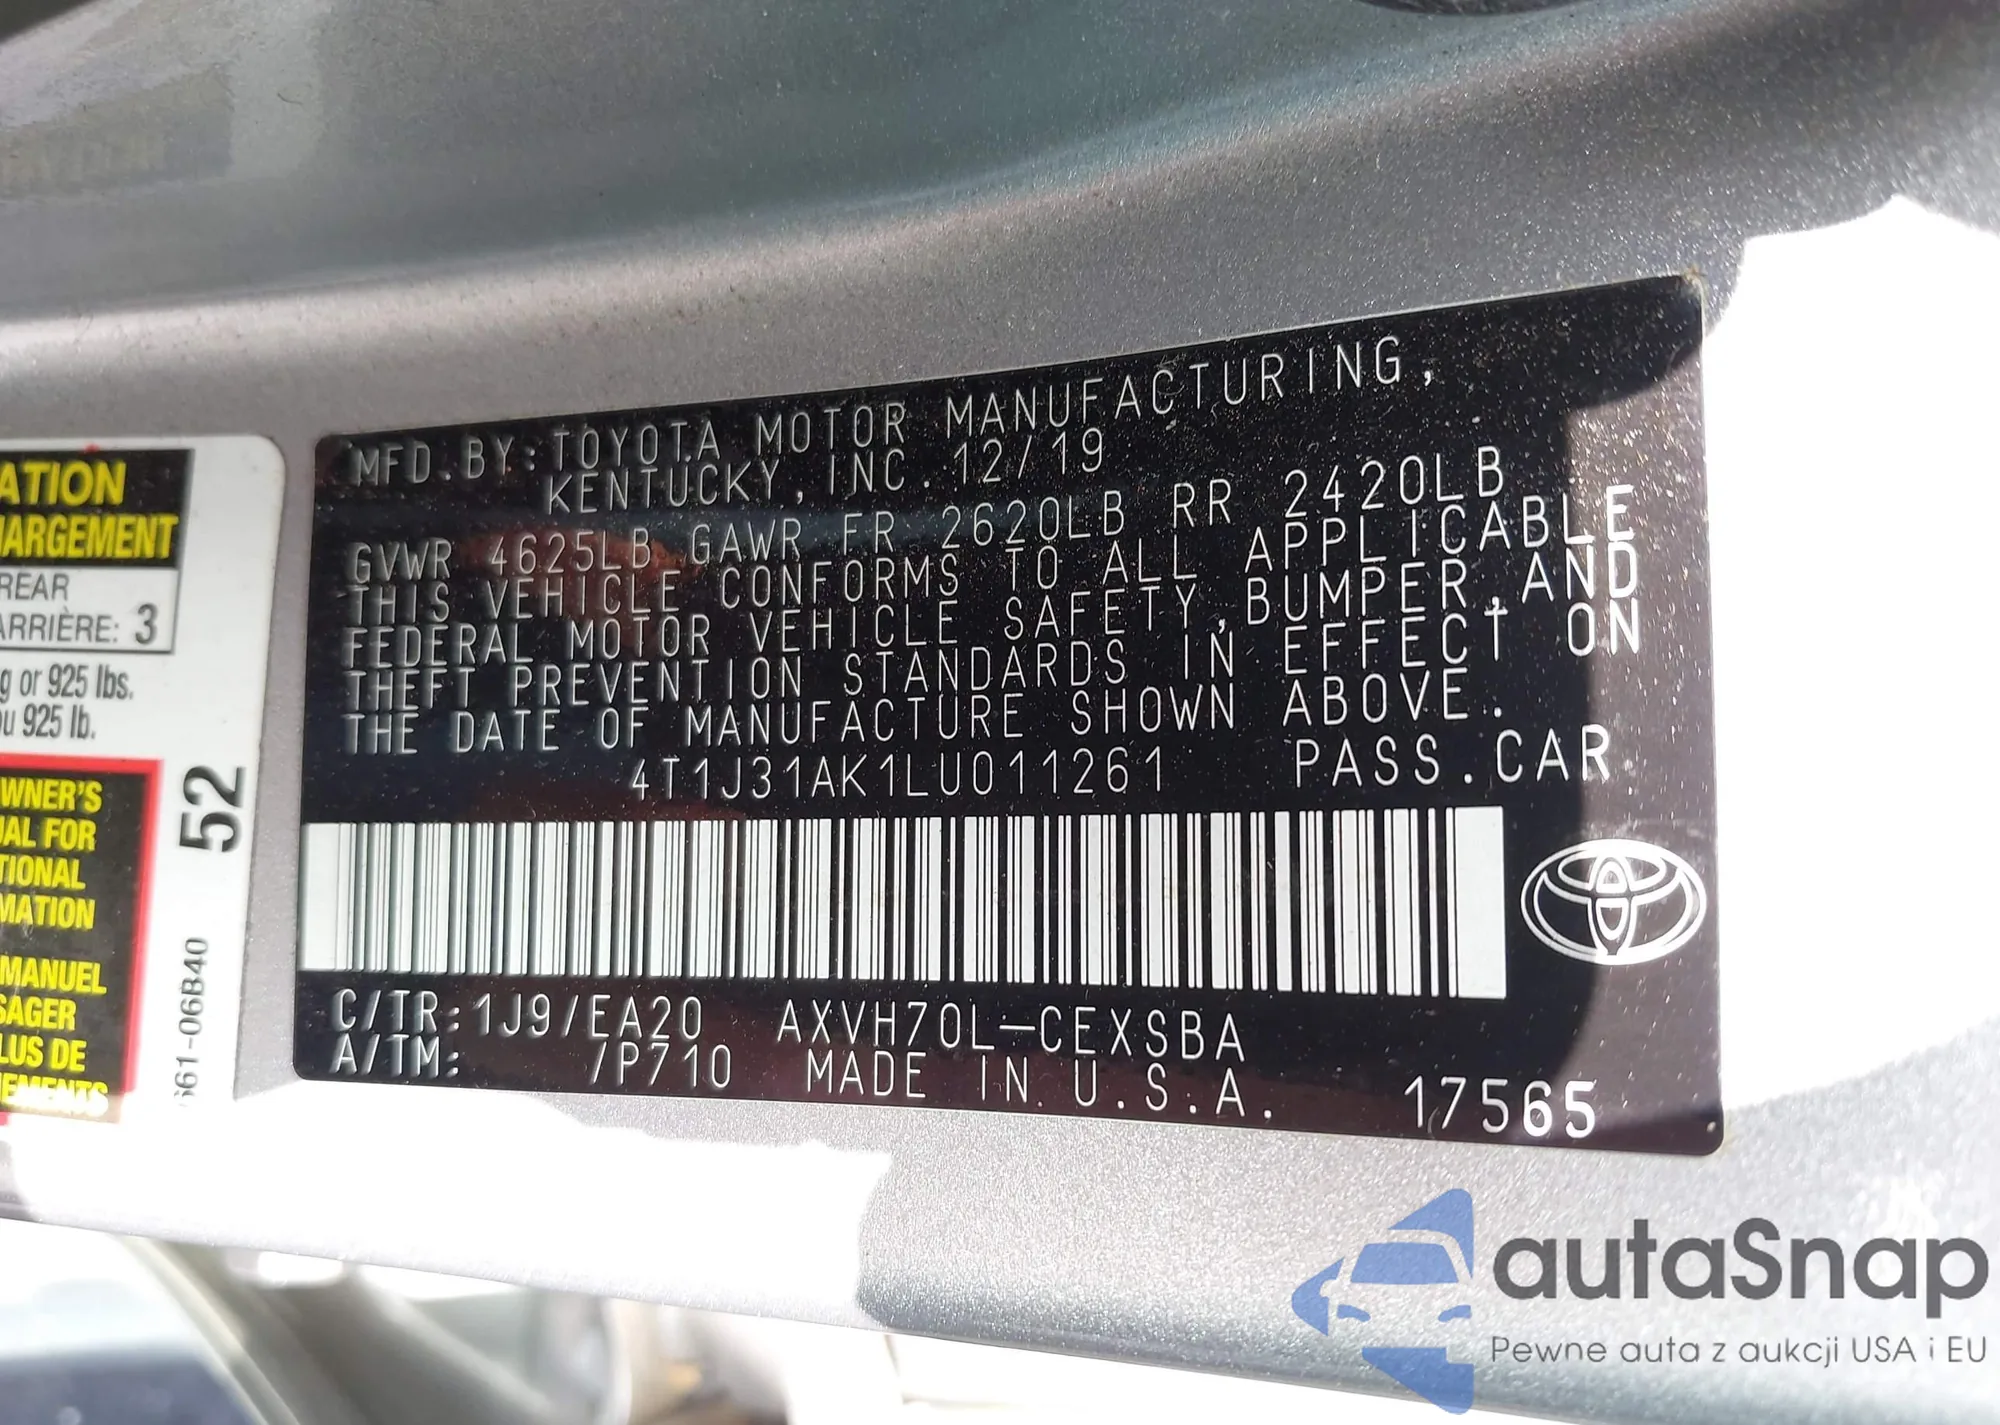 MFD.BY:TOYOTA MOTOR MANUFACTURING,
KENTUCKY, INC. 12/19
GVWR 4625LB GAWR FR 2620LB RR 2420LB
THIS VEHICLE CONFORMS TO ALL APPLICABLE
FEDERAL MOTOR VEHICLE SAFETY,BUMPER,AND
THEFT PREVENTION STANDARDS IN EFFECT ON
THE DATE OF MANUFACTURE SHOWN ABOVE.
4T1J31AK1LU011261 PASS.CAR
C/TR:1J9/EA20 AXVH70L-CEXSBA
A/TM: /P710 MADE IN U.S.A. 17565
ATION
HARGEMENT
REAR
ARRIÈRE: 3
g or 925 lbs.
u 925 lb.
WNER'S
UAL FOR
TIONAL
MATION
MANUEL
SAGER
LUS DE
NEMENTS
52
661-06B40
autaSnap
Pewne auta z aukcji USA i EU